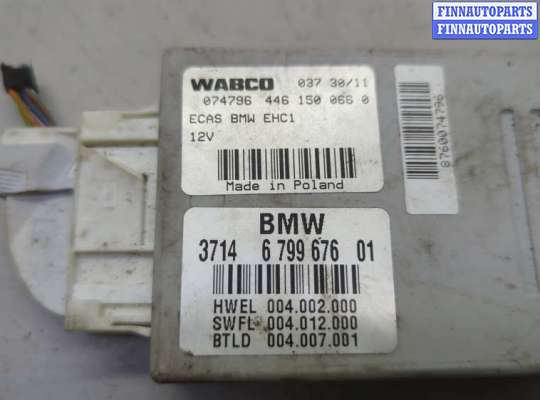 FINNAUTOPARTS
FINNAUTOPARTS
WABCO 037 30/11
074796 446 150 066 0
ECAS BMW EHC1
12V
Made in Poland
8760074796
BMW
3714 6 799 676 01
HWEL 004.002.000
SWFL 004.012.000
BTLD 004.007.001